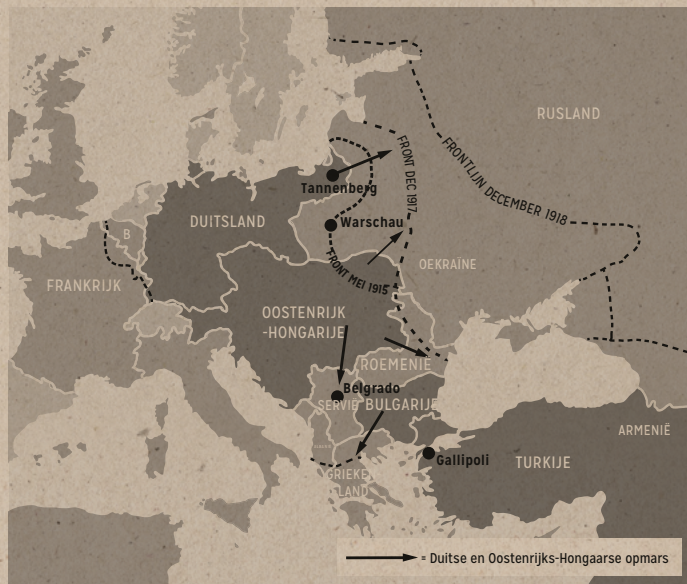 RUSLAND
FRONT DEC 1917
FRONTLIJN DECEMBER 1918
Tannenberg
DUITSLAND
Warschau
B
OEKRAÏNE
FRONT MEI 1915
FRANKRIJK
OOSTENRIJK
-HONGARIJE
ROEMENIË
Belgrado
SERVIË
BULGARIJE
ARMENIË
Gallipoli
TURKIJE
GRIEKEN
LAND
= Duitse en Oostenrijks-Hongaarse opmars